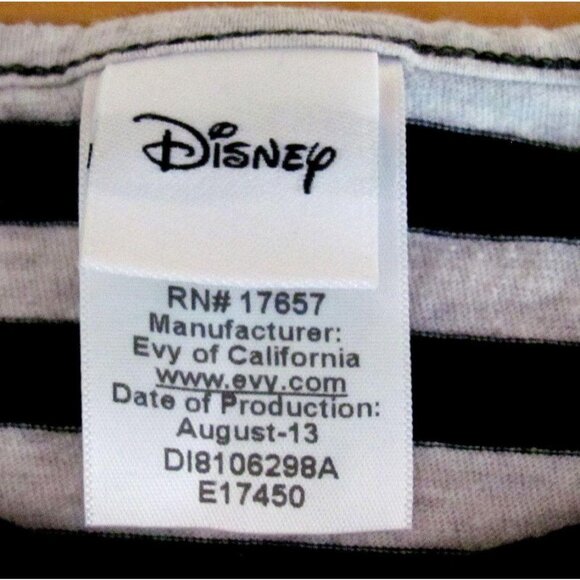 Disney
RN# 17657
Manufacturer:
Evy of California
www.evy.com
Date of Production:
August-13
DI8106298A
E17450